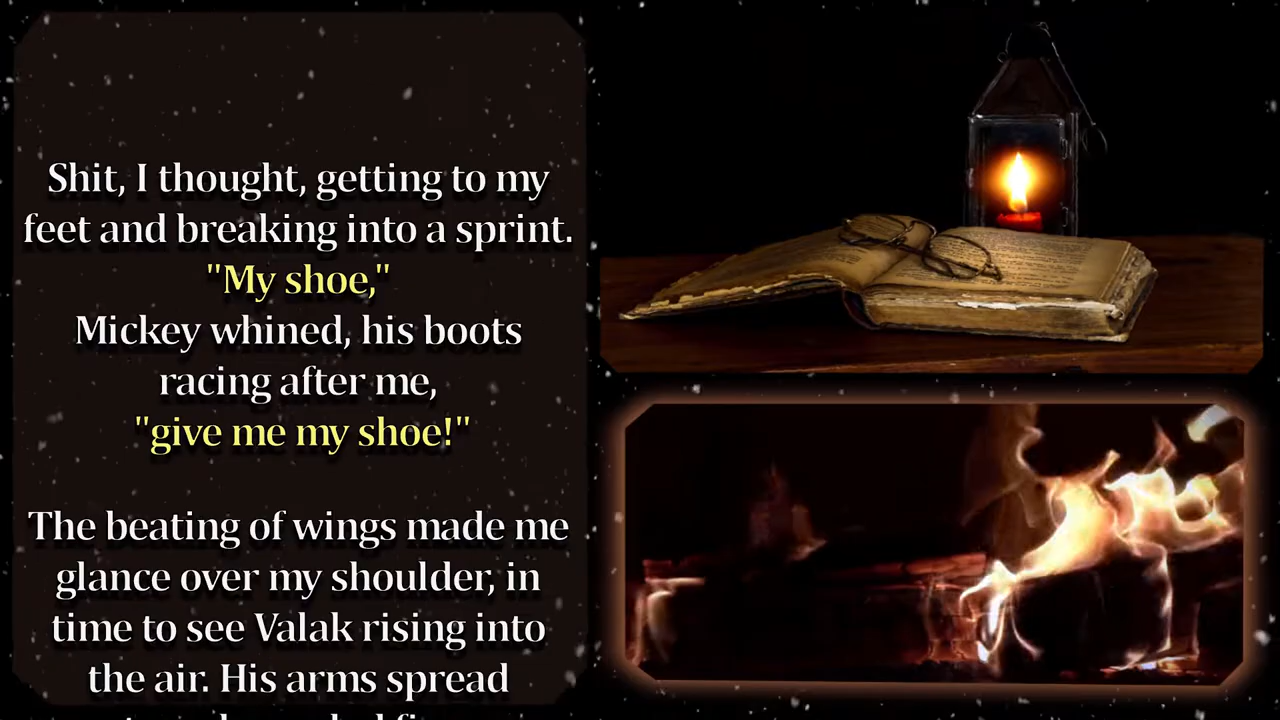 Shit, I thought, getting to my
feet and breaking into a sprint.
"My shoe,"
Mickey whined, his boots
racing after me,
"give me my shoe!"
The beating of wings made me
glance over my shoulder, in
time to see Valak rising into
the air. His arms spread